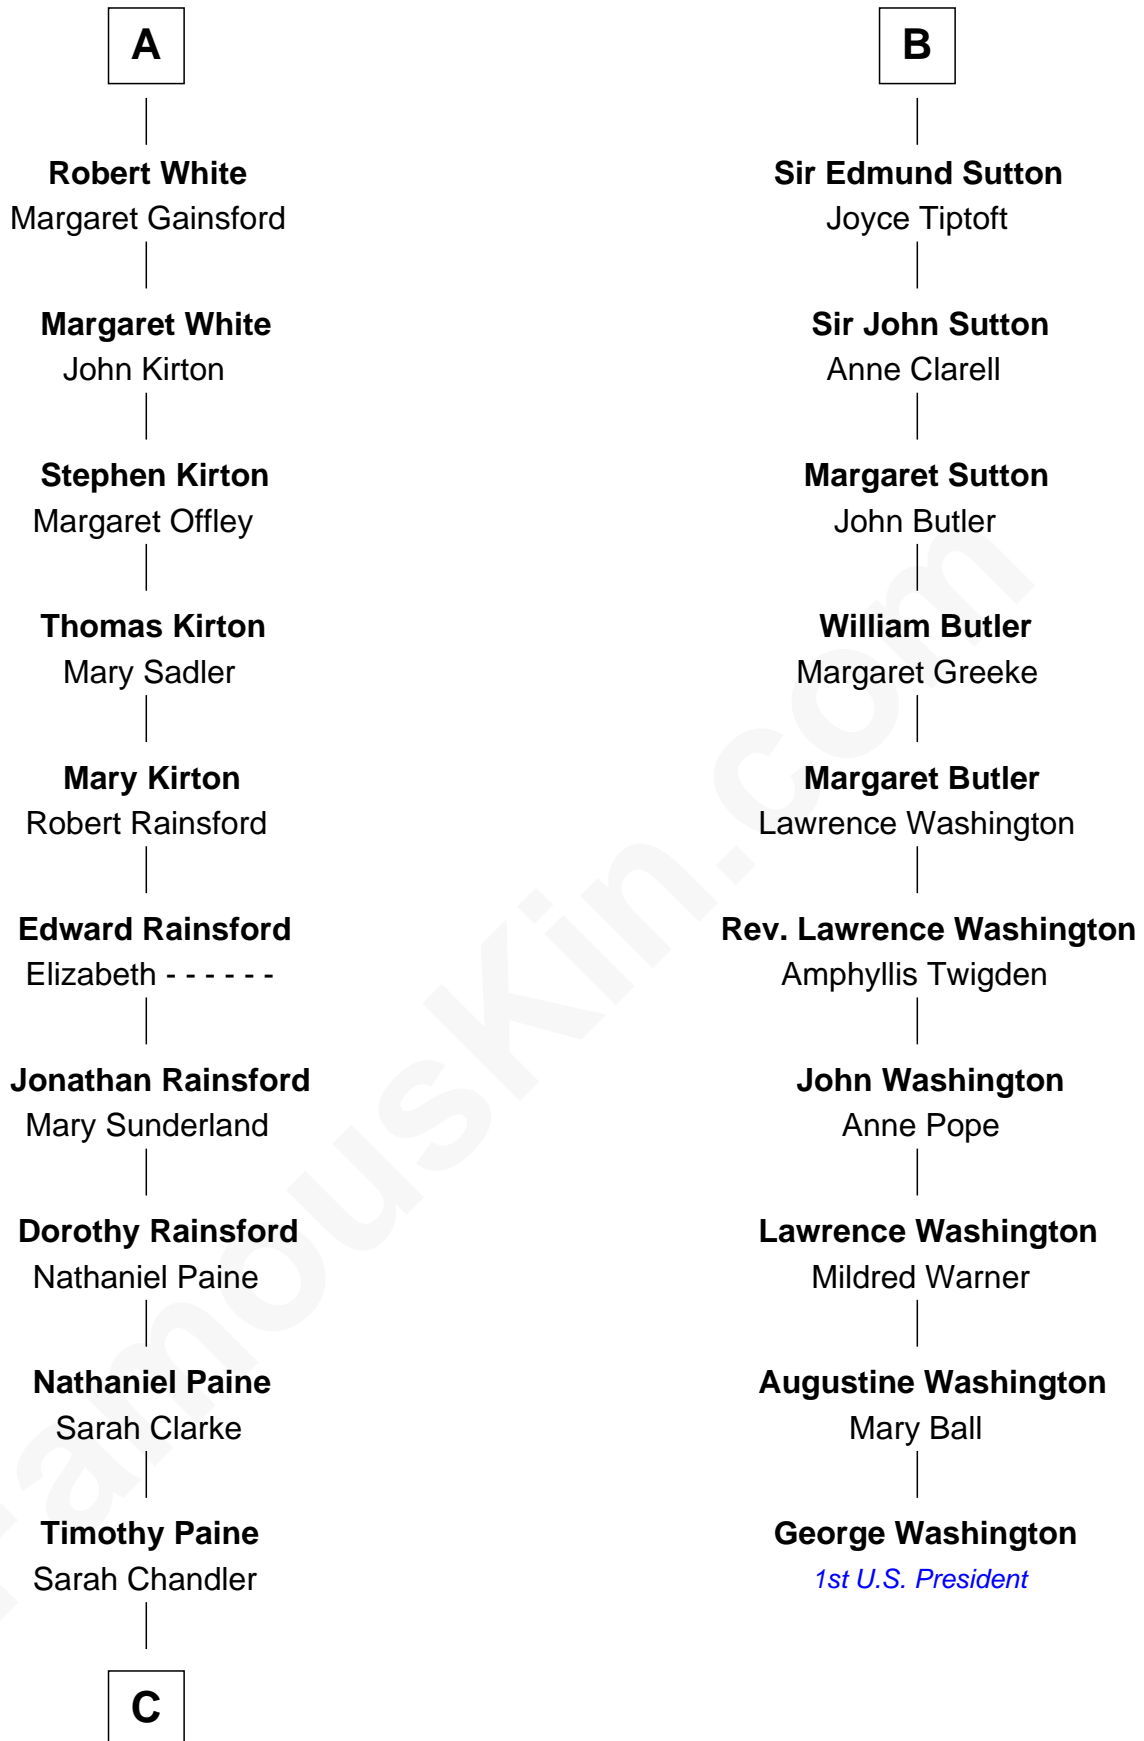 A
Robert White
Margaret Gainsford
Margaret White
John Kirton
Stephen Kirton
Margaret Offley
Thomas Kirton
Mary Sadler
Mary Kirton
Robert Rainsford
Edward Rainsford
Elizabeth - - - - - -
Jonathan Rainsford
Mary Sunderland
Dorothy Rainsford
Nathaniel Paine
Nathaniel Paine
Sarah Clarke
Timothy Paine
Sarah Chandler
C
B
Sir Edmund Sutton
Joyce Tiptoft
Sir John Sutton
Anne Clarell
Margaret Sutton
John Butler
William Butler
Margaret Greeke
Margaret Butler
Lawrence Washington
Rev. Lawrence Washington
Amphyllis Twigden
John Washington
Anne Pope
Lawrence Washington
Mildred Warner
Augustine Washington
Mary Ball
George Washington
1st U.S. President
FamousKin.com